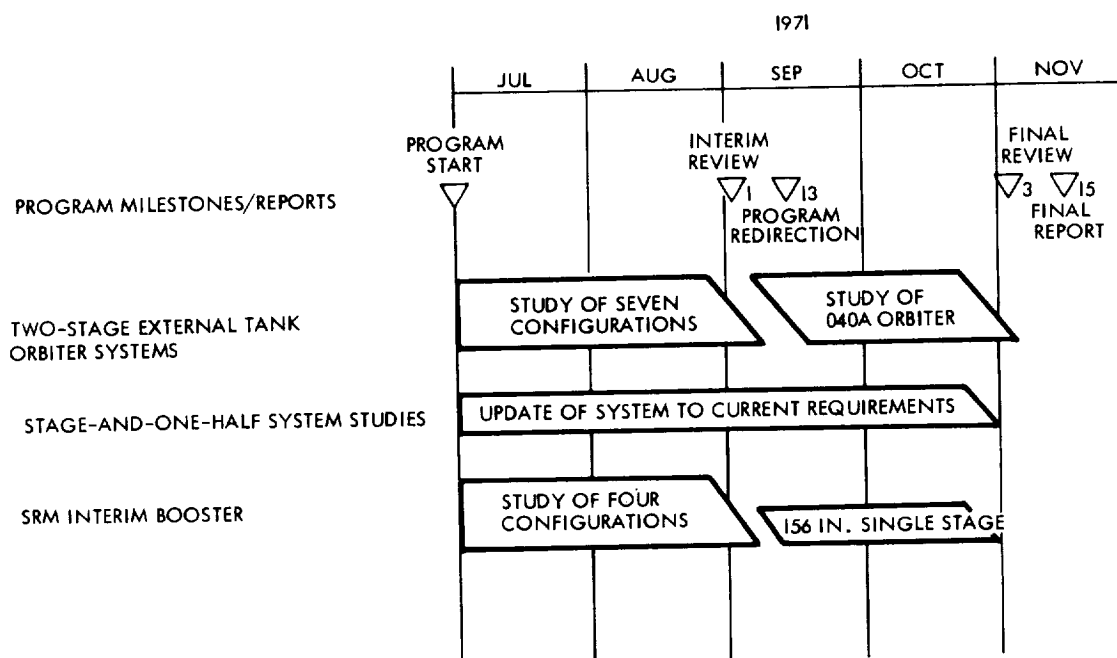 1971
JUL AUG SEP OCT NOV
PROGRAM
START
INTERIM
REVIEW
FINAL
REVIEW
PROGRAM MILESTONES/REPORTS
1 13 3 15
PROGRAM
REDIRECTION
FINAL
REPORT
TWO-STAGE EXTERNAL TANK
ORBITER SYSTEMS
STUDY OF SEVEN
CONFIGURATIONS
STUDY OF
040A ORBITER
STAGE-AND-ONE-HALF SYSTEM STUDIES
UPDATE OF SYSTEM TO CURRENT REQUIREMENTS
SRM INTERIM BOOSTER
STUDY OF FOUR
CONFIGURATIONS
156 IN. SINGLE STAGE